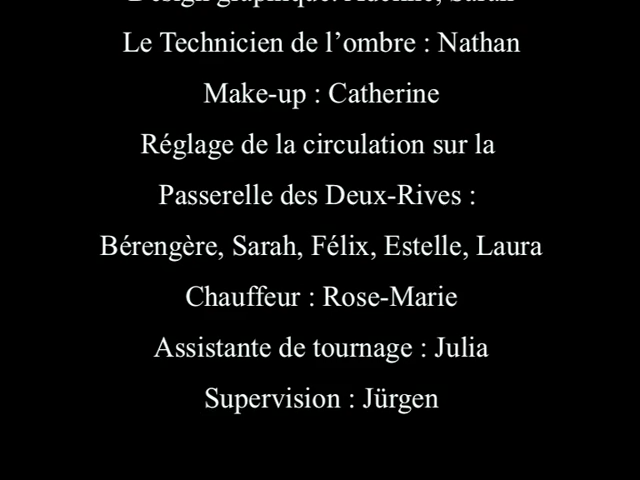 Le Technicien de l’ombre : Nathan
Make-up : Catherine
Réglage de la circulation sur la
Passerelle des Deux-Rives :
Bérengère, Sarah, Félix, Estelle, Laura
Chauffeur : Rose-Marie
Assistante de tournage : Julia
Supervision : Jürgen